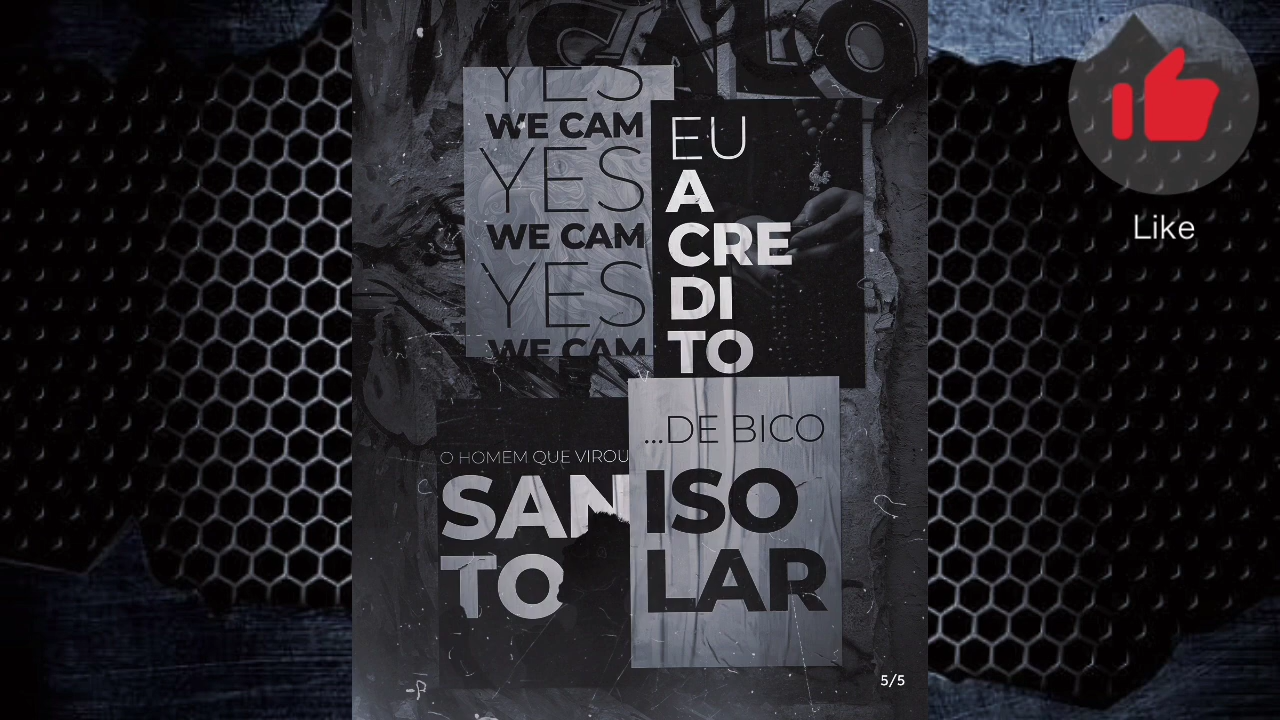 CALO
YES
WE CAM
YES
WE CAM
YES
WE CAM
EU
A
CRE
DI
TO
...DE BICO
ISO
LAR
O HOMEM QUE VIROU
SAN
TO
5/5
Like